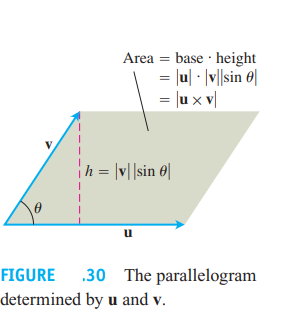 Area = base · height
= |u| · |v||sin θ|
= |u × v|
v
h = |v||sin θ|
θ
u
FIGURE .30 The parallelogram
determined by u and v.